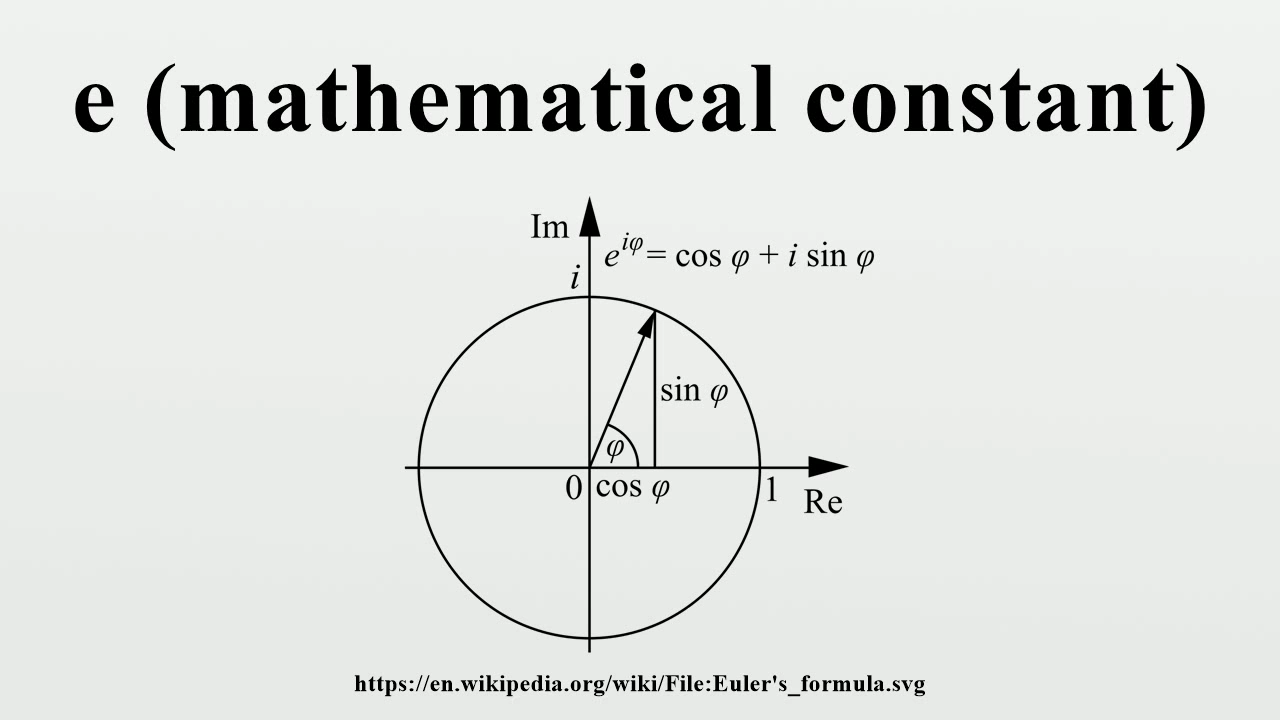 e (mathematical constant)
Im
e^{iφ} = cos φ + i sin φ
i
sin φ
φ
0
cos φ
1
Re
https://en.wikipedia.org/wiki/File:Euler's_formula.svg